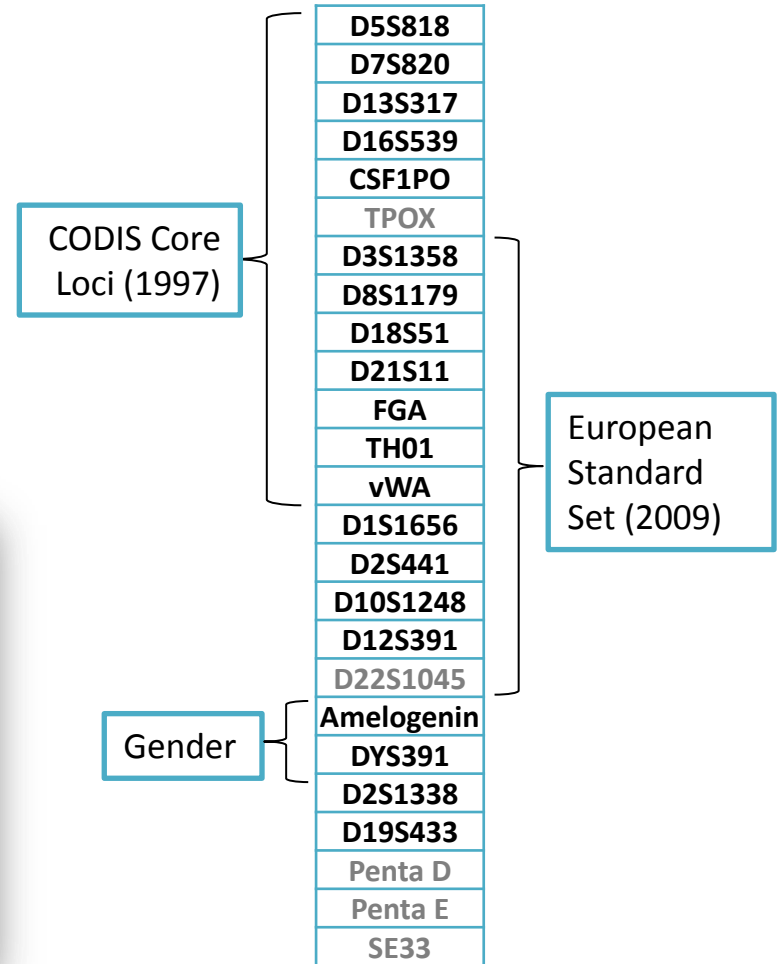 D5S818
D7S820
D13S317
D16S539
CSF1PO
TPOX
D3S1358
D8S1179
D18S51
D21S11
FGA
TH01
vWA
D1S1656
D2S441
D10S1248
D12S391
D22S1045
Amelogenin
DYS391
D2S1338
D19S433
Penta D
Penta E
SE33
CODIS Core
Loci (1997)
European
Standard
Set (2009)
Gender